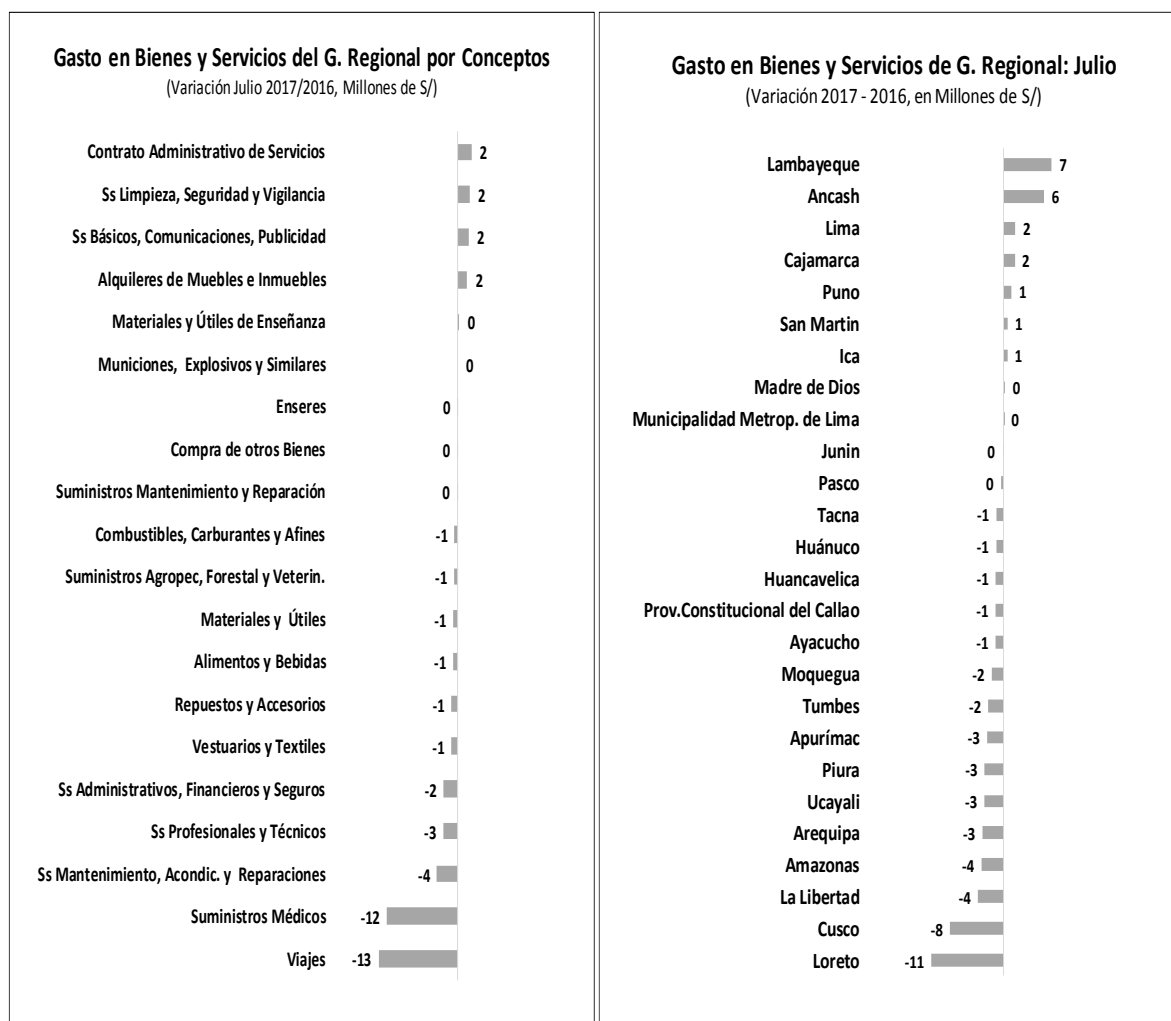 Gasto en Bienes y Servicios del G. Regional por Conceptos
(Variación Julio 2017/2016, Millones de S/)
Contrato Administrativo de Servicios 2
Ss Limpieza, Seguridad y Vigilancia 2
Ss Básicos, Comunicaciones, Publicidad 2
Alquileres de Muebles e Inmuebles 2
Materiales y Útiles de Enseñanza 0
Municiones, Explosivos y Similares 0
Enseres 0
Compra de otros Bienes 0
Suministros Mantenimiento y Reparación 0
Combustibles, Carburantes y Afines -1
Suministros Agropec, Forestal y Veterin. -1
Materiales y Útiles -1
Alimentos y Bebidas -1
Repuestos y Accesorios -1
Vestuarios y Textiles -1
Ss Administrativos, Financieros y Seguros -2
Ss Profesionales y Técnicos -3
Ss Mantenimiento, Acondic. y Reparaciones -4
Suministros Médicos -12
Viajes -13
Gasto en Bienes y Servicios de G. Regional: Julio
(Variación 2017 - 2016, en Millones de S/)
Lambayeque 7
Ancash 6
Lima 2
Cajamarca 2
Puno 1
San Martin 1
Ica 1
Madre de Dios 0
Municipalidad Metrop. de Lima 0
Junin 0
Pasco 0
Tacna -1
Huánuco -1
Huancavelica -1
Prov.Constitucional del Callao -1
Ayacucho -1
Moquegua -2
Tumbes -2
Apurímac -3
Piura -3
Ucayali -3
Arequipa -3
Amazonas -4
La Libertad -4
Cusco -8
Loreto -11